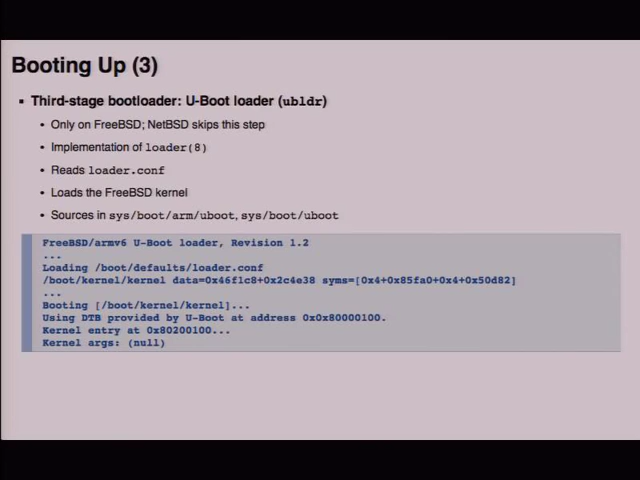 Booting Up (3)
Third-stage bootloader: U-Boot loader (ubldr)
Only on FreeBSD; NetBSD skips this step
Implementation of loader(8)
Reads loader.conf
Loads the FreeBSD kernel
Sources in sys/boot/arm/uboot, sys/boot/uboot
FreeBSD/armv6 U-Boot loader, Revision 1.2
...
Loading /boot/defaults/loader.conf
/boot/kernel/kernel data=0x46f1c8+0x2c4e38 syms=[0x4+0x85fa0+0x4+0x50d82]
...
Booting [/boot/kernel/kernel]...
Using DTB provided by U-Boot at address 0x0x80000100.
Kernel entry at 0x80200100...
Kernel args: (null)